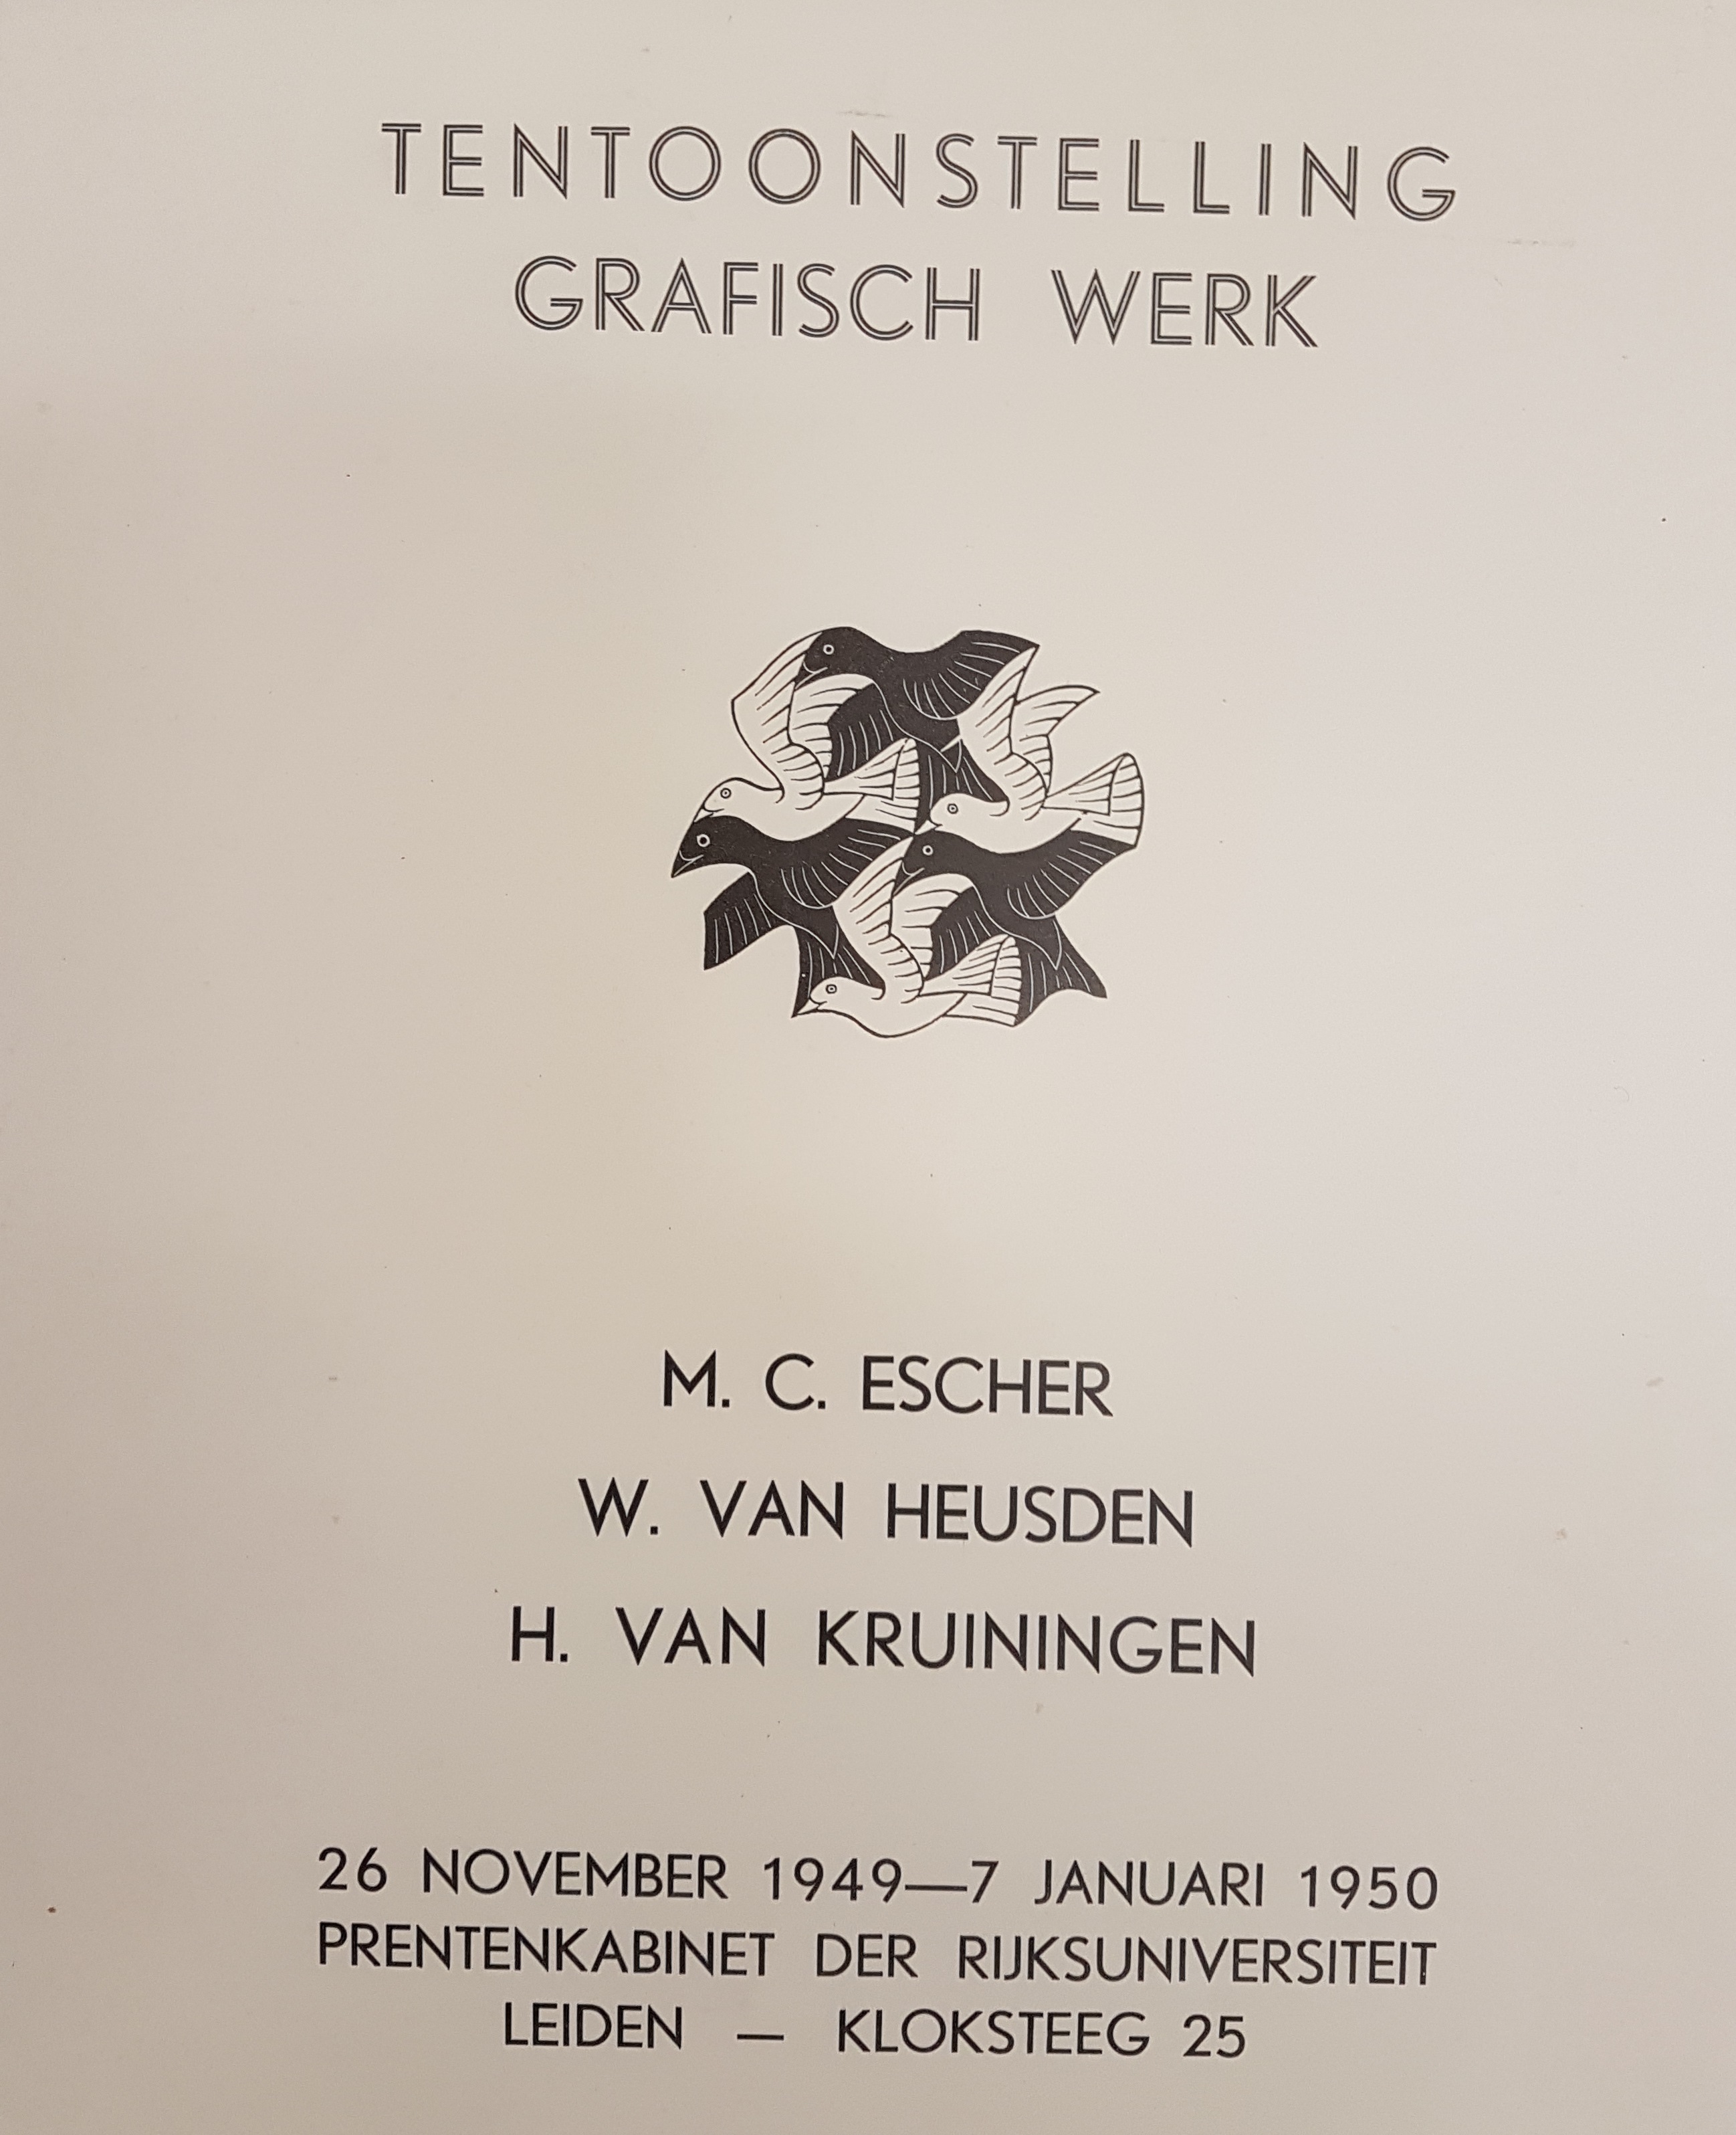 TENTOONSTELLING
GRAFISCH WERK
M. C. ESCHER
W. VAN HEUSDEN
H. VAN KRUININGEN
26 NOVEMBER 1949—7 JANUARI 1950
PRENTENKABINET DER RIJKSUNIVERSITEIT
LEIDEN — KLOKSTEEG 25